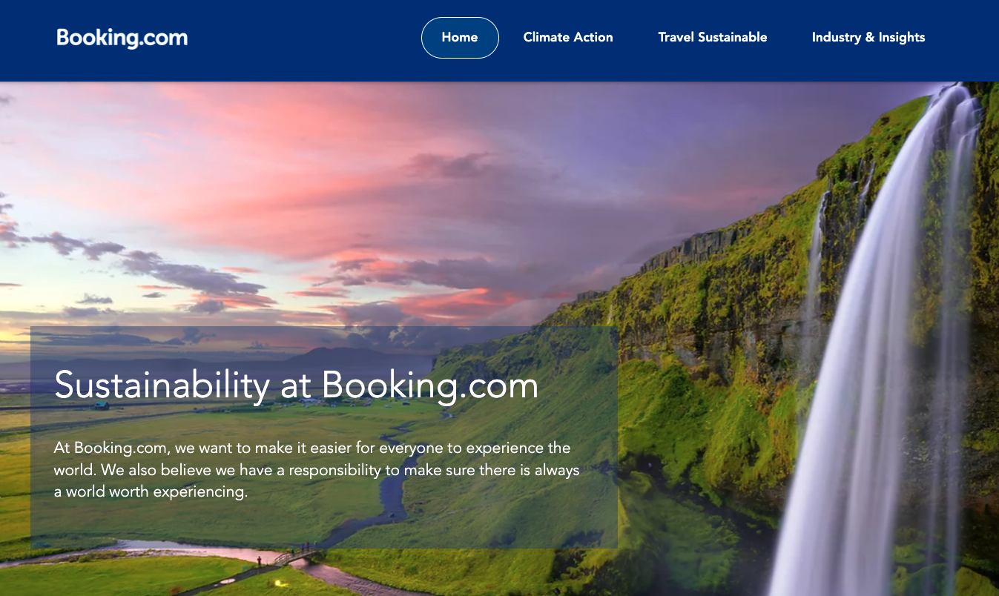 Booking.com
Home
Climate Action
Travel Sustainable
Industry & Insights
Sustainability at Booking.com
At Booking.com, we want to make it easier for everyone to experience the
world. We also believe we have a responsibility to make sure there is always
a world worth experiencing.